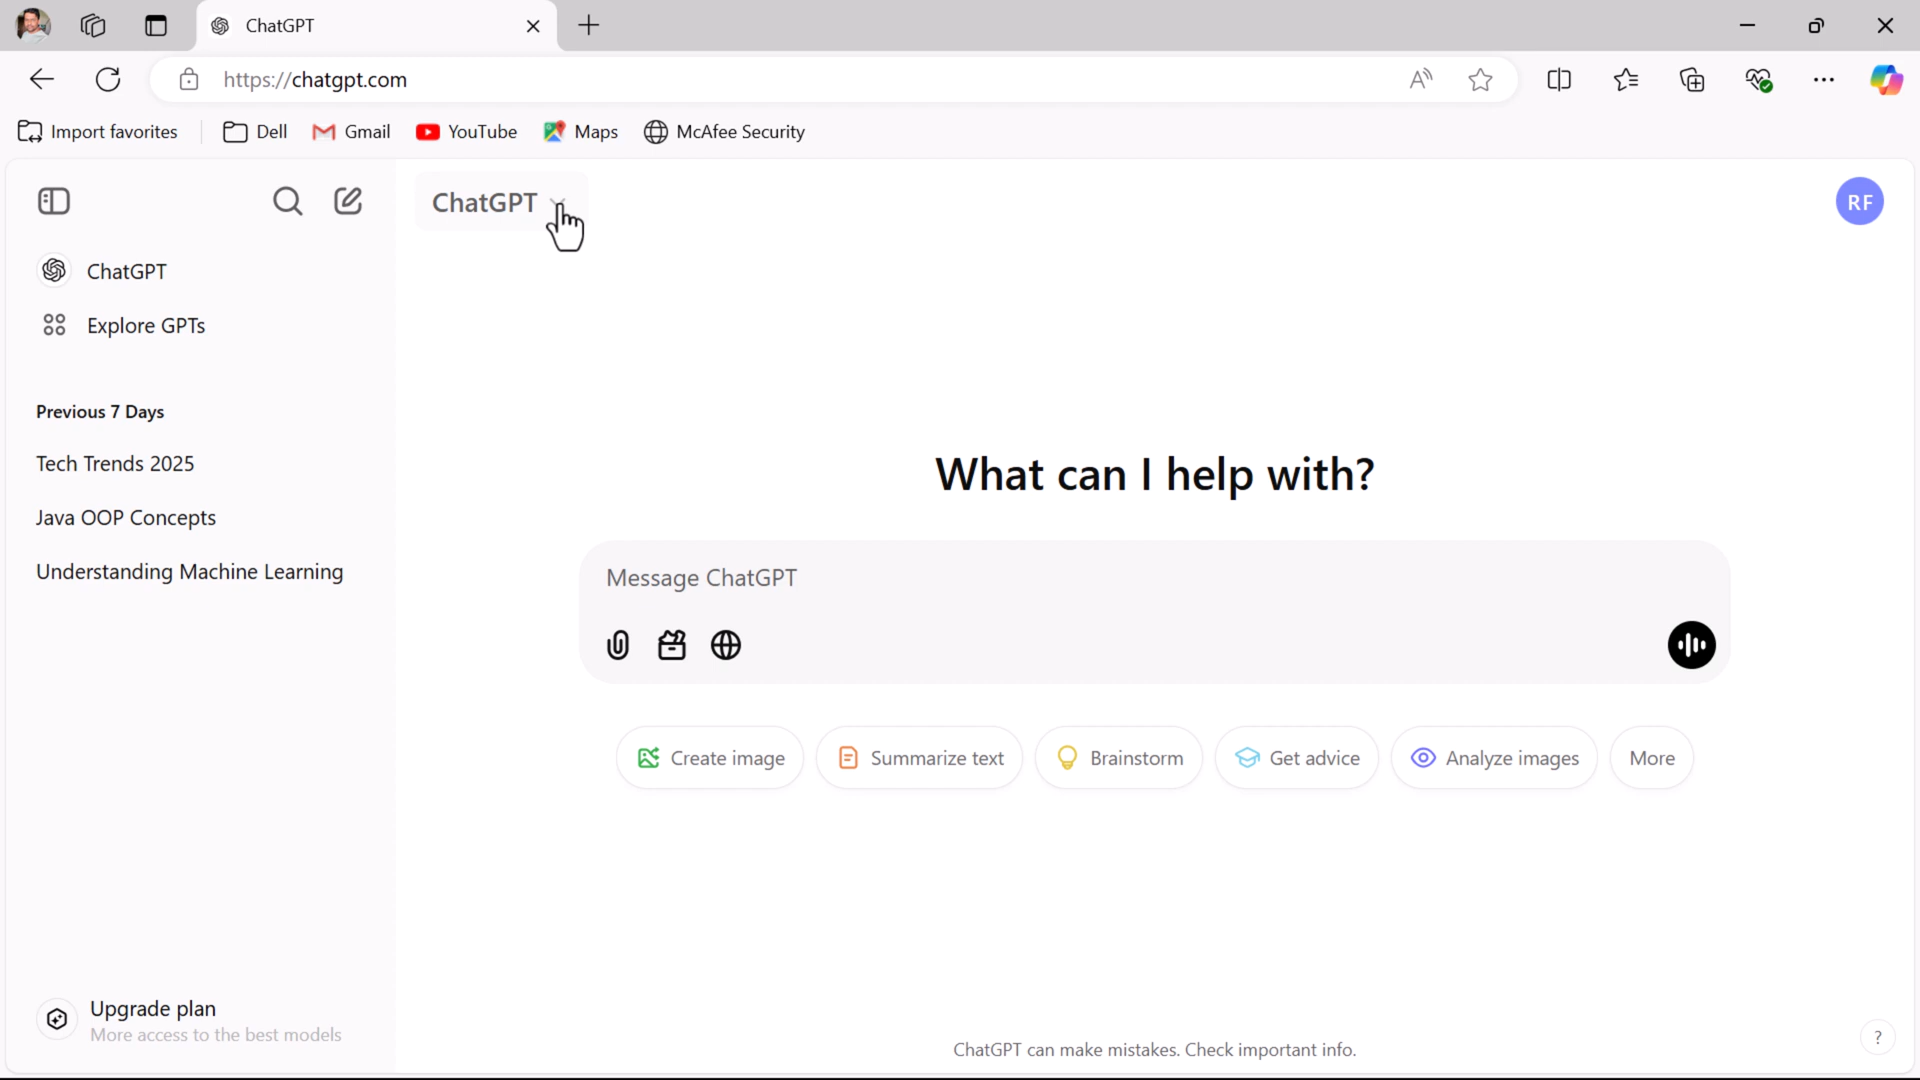 ChatGPT
https://chatgpt.com
Import favorites
Dell
Gmail
YouTube
Maps
McAfee Security
ChatGPT
RF
ChatGPT
Explore GPTs
Previous 7 Days
Tech Trends 2025
Java OOP Concepts
Understanding Machine Learning
What can I help with?
Message ChatGPT
Create image
Summarize text
Brainstorm
Get advice
Analyze images
More
Upgrade plan
More access to the best models
ChatGPT can make mistakes. Check important info.
?